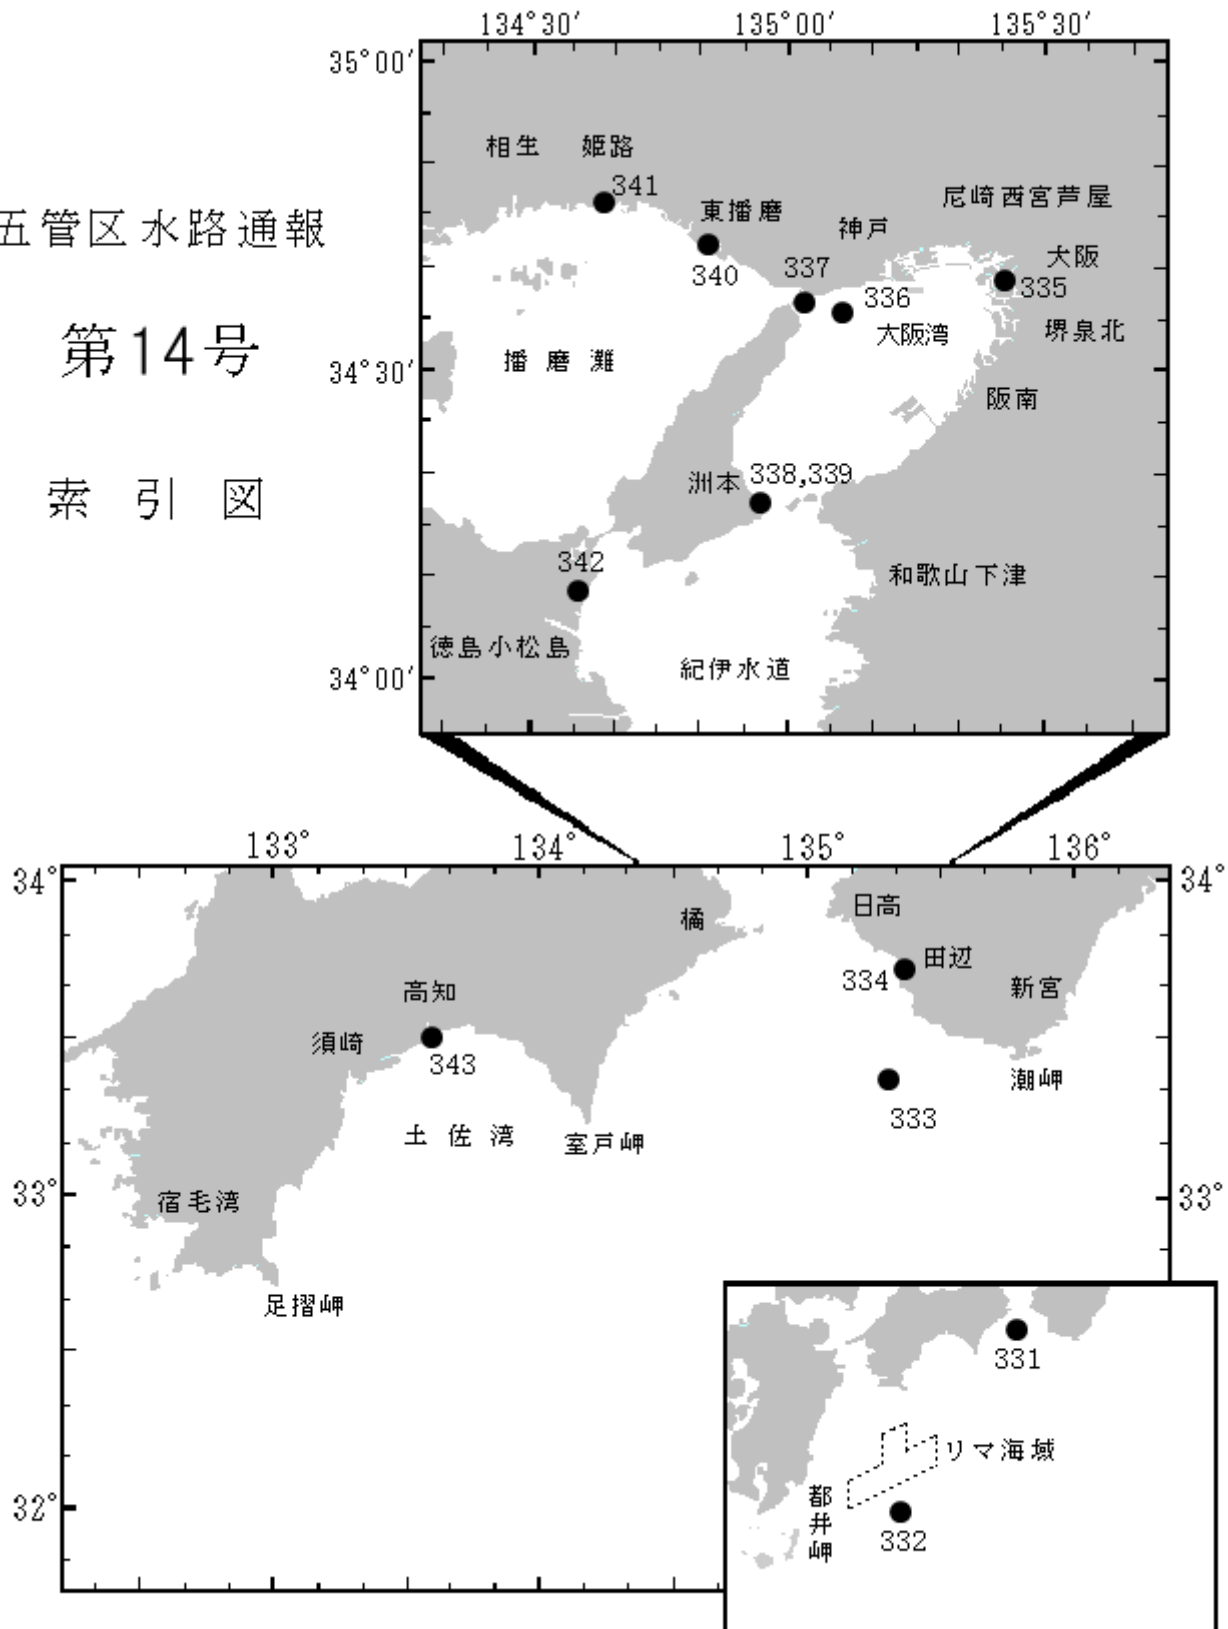 五管区水路通報
第14号
索引図
134°30′ 135°00′ 135°30′
35°00′
相生 姫路
341
東播磨
尼崎西宮芦屋
神戸
340
337
大阪
336
335
大阪湾
堺泉北
播磨灘
34°30′
阪南
洲本
338,339
342
和歌山下津
徳島小松島
紀伊水道
34°00′
133° 134° 135° 136°
34°
34°
橘
日高
田辺
334
新宮
高知
須崎
343
潮岬
333
土佐湾
室戸岬
33°
33°
宿毛湾
足摺岬
331
リマ海域
都井岬
332
32°